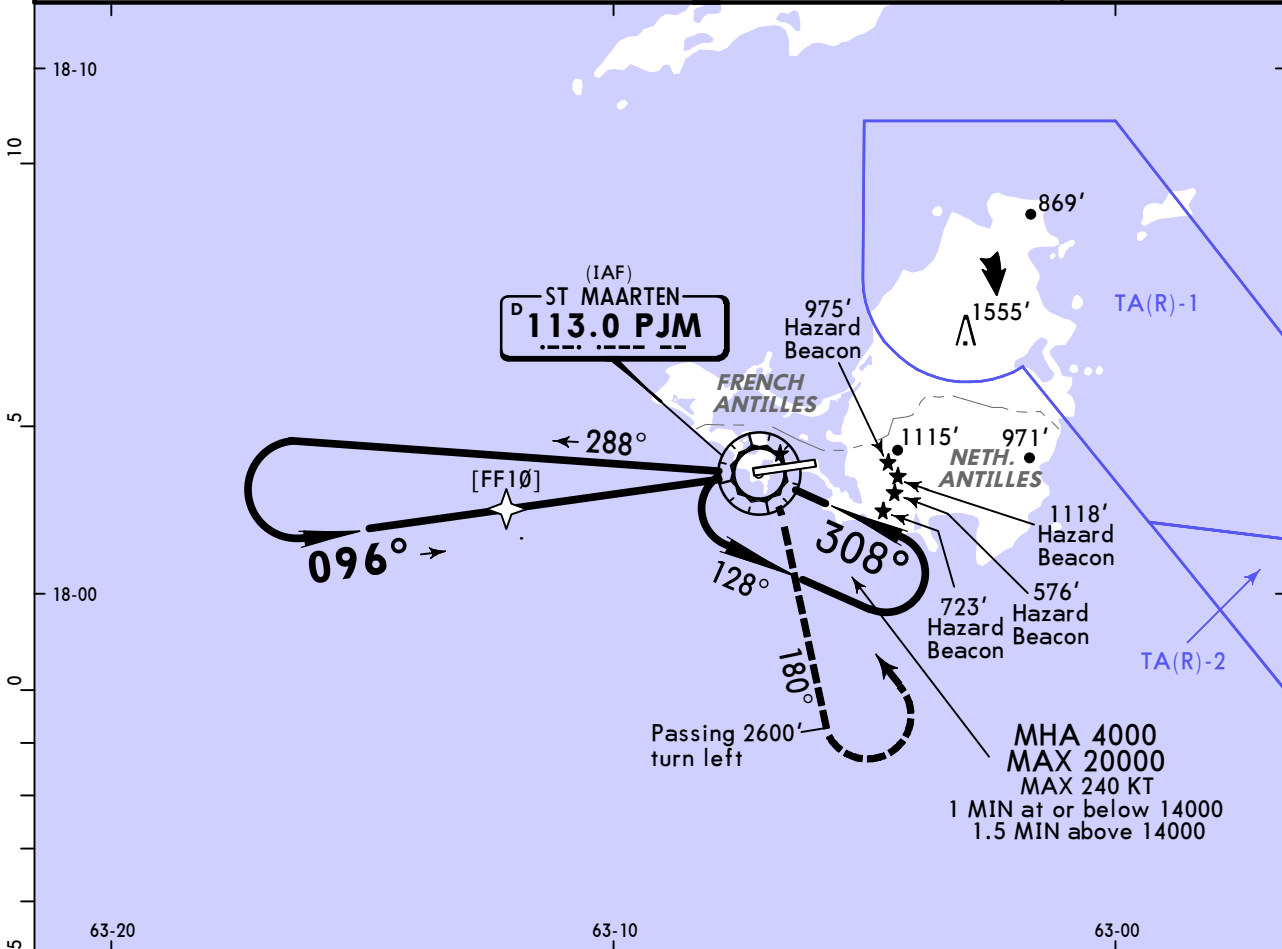 18-10
10
869'
(IAF)
ST MAARTEN
D
113.0 PJM
975'
Hazard
Beacon
1555'
TA(R)-1
FRENCH
ANTILLES
5
288°
1115'
971'
NETH.
ANTILLES
[FF1Ø]
096°
308°
128°
1118'
Hazard
Beacon
18-00
723'
Hazard
Beacon
576'
Hazard
Beacon
TA(R)-2
180°
0
Passing 2600'
turn left
MHA 4000
MAX 20000
MAX 240 KT
1 MIN at or below 14000
1.5 MIN above 14000
5
63-20
63-10
63-00